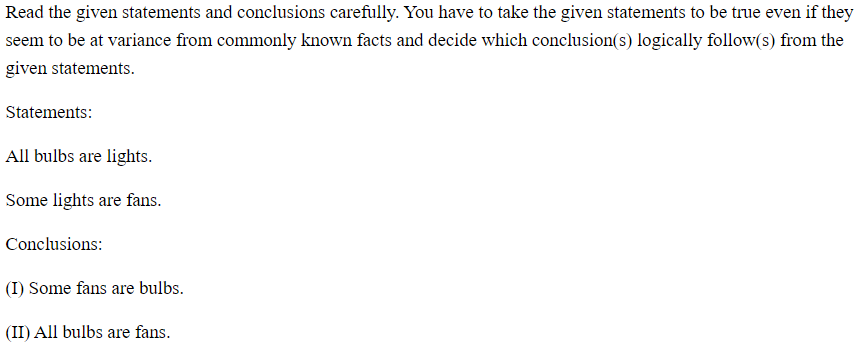 Read the given statements and conclusions carefully. You have to take the given statements to be true even if they
seem to be at variance from commonly known facts and decide which conclusion(s) logically follow(s) from the
given statements.
Statements:
All bulbs are lights.
Some lights are fans.
Conclusions:
(I) Some fans are bulbs.
(II) All bulbs are fans.